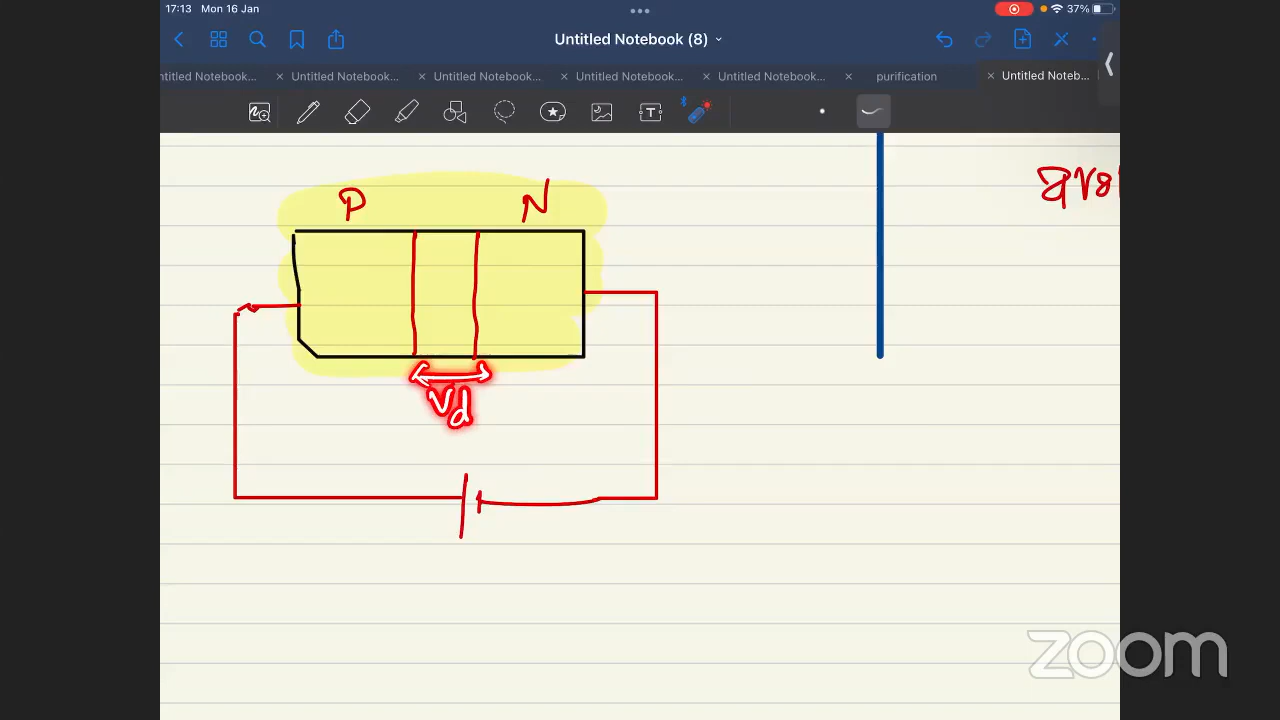 17:13 Mon 16 Jan
37%
Untitled Notebook (8)
ntitled Notebook...
Untitled Notebook...
Untitled Notebook...
Untitled Notebook...
Untitled Notebook...
purification
Untitled Noteb...
T
P
N
Vd
zoom